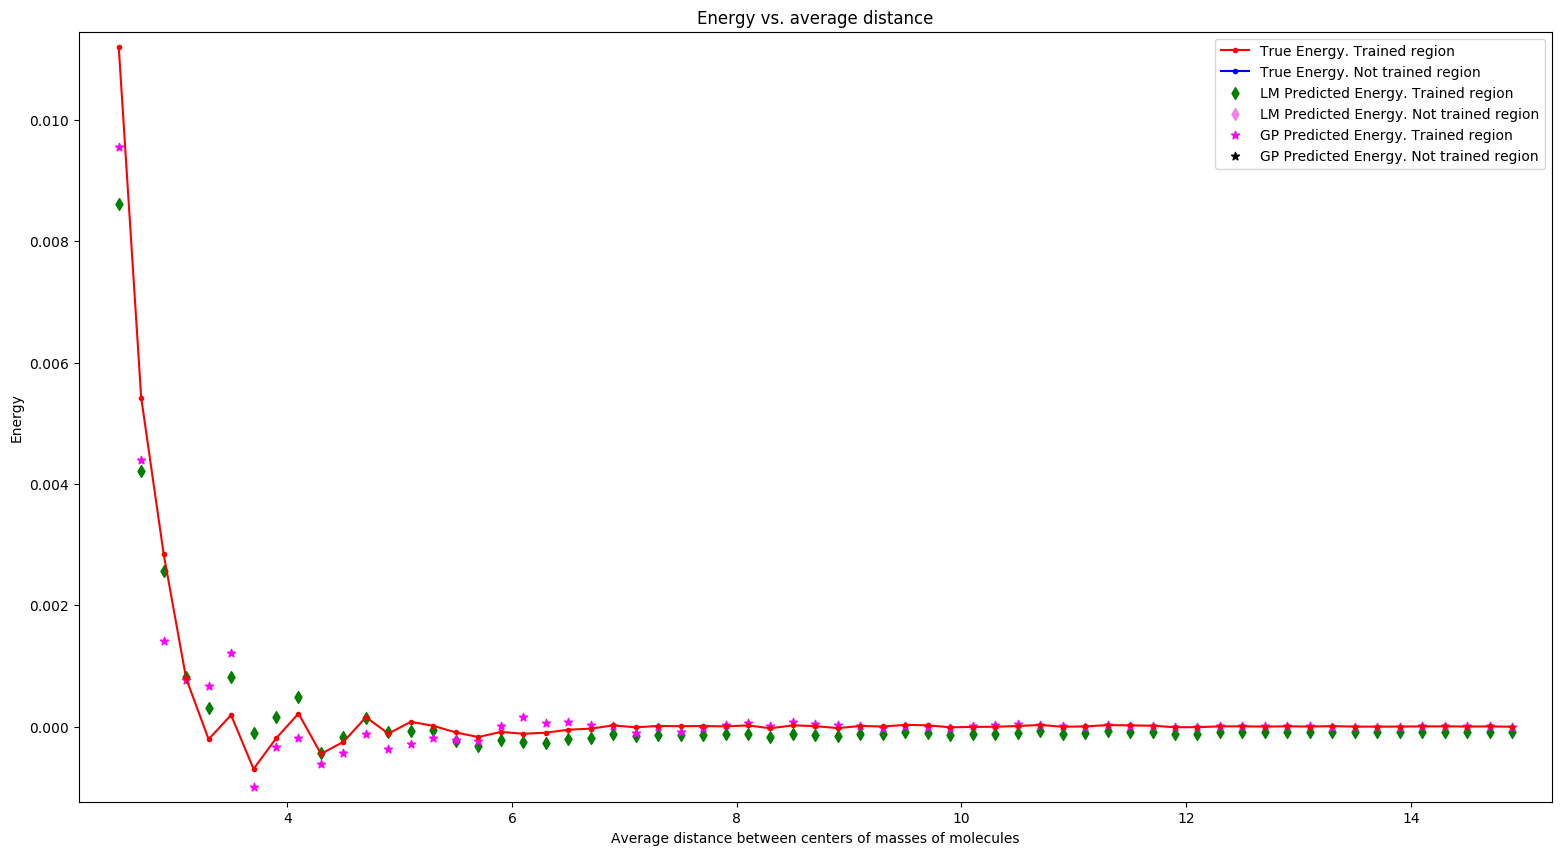 Energy vs. average distance
True Energy. Trained region
True Energy. Not trained region
LM Predicted Energy. Trained region
LM Predicted Energy. Not trained region
GP Predicted Energy. Trained region
GP Predicted Energy. Not trained region
Energy
0.010
0.008
0.006
0.004
0.002
0.000
4 6 8 10 12 14
Average distance between centers of masses of molecules